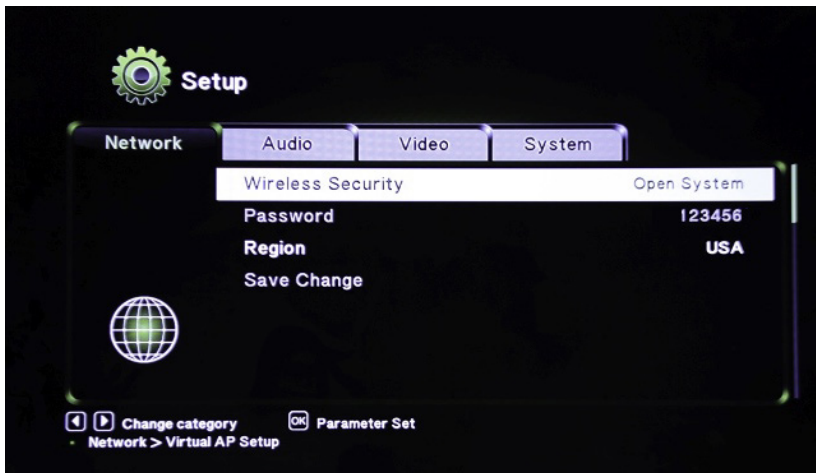 Setup
Network Audio Video System
Wireless Security Open System
Password 123456
Region USA
Save Change
Change category OK Parameter Set
Network > Virtual AP Setup